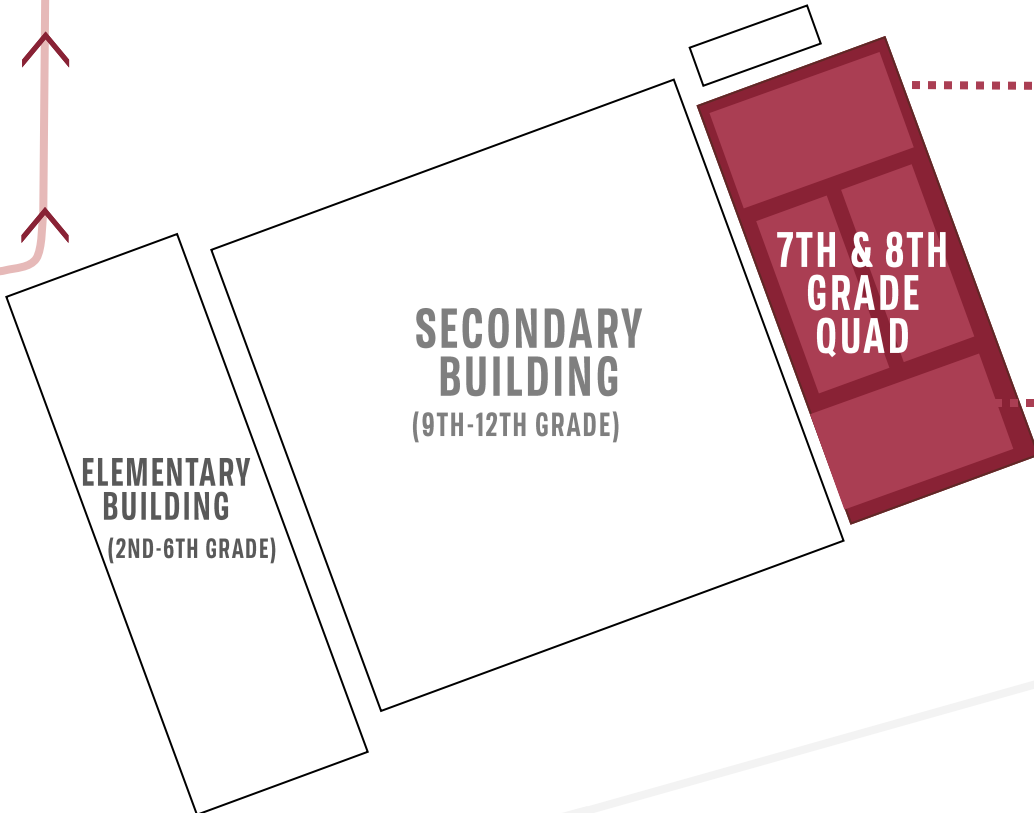 7TH & 8TH
GRADE
QUAD
SECONDARY
BUILDING
(9TH-12TH GRADE)
ELEMENTARY
BUILDING
(2ND-6TH GRADE)